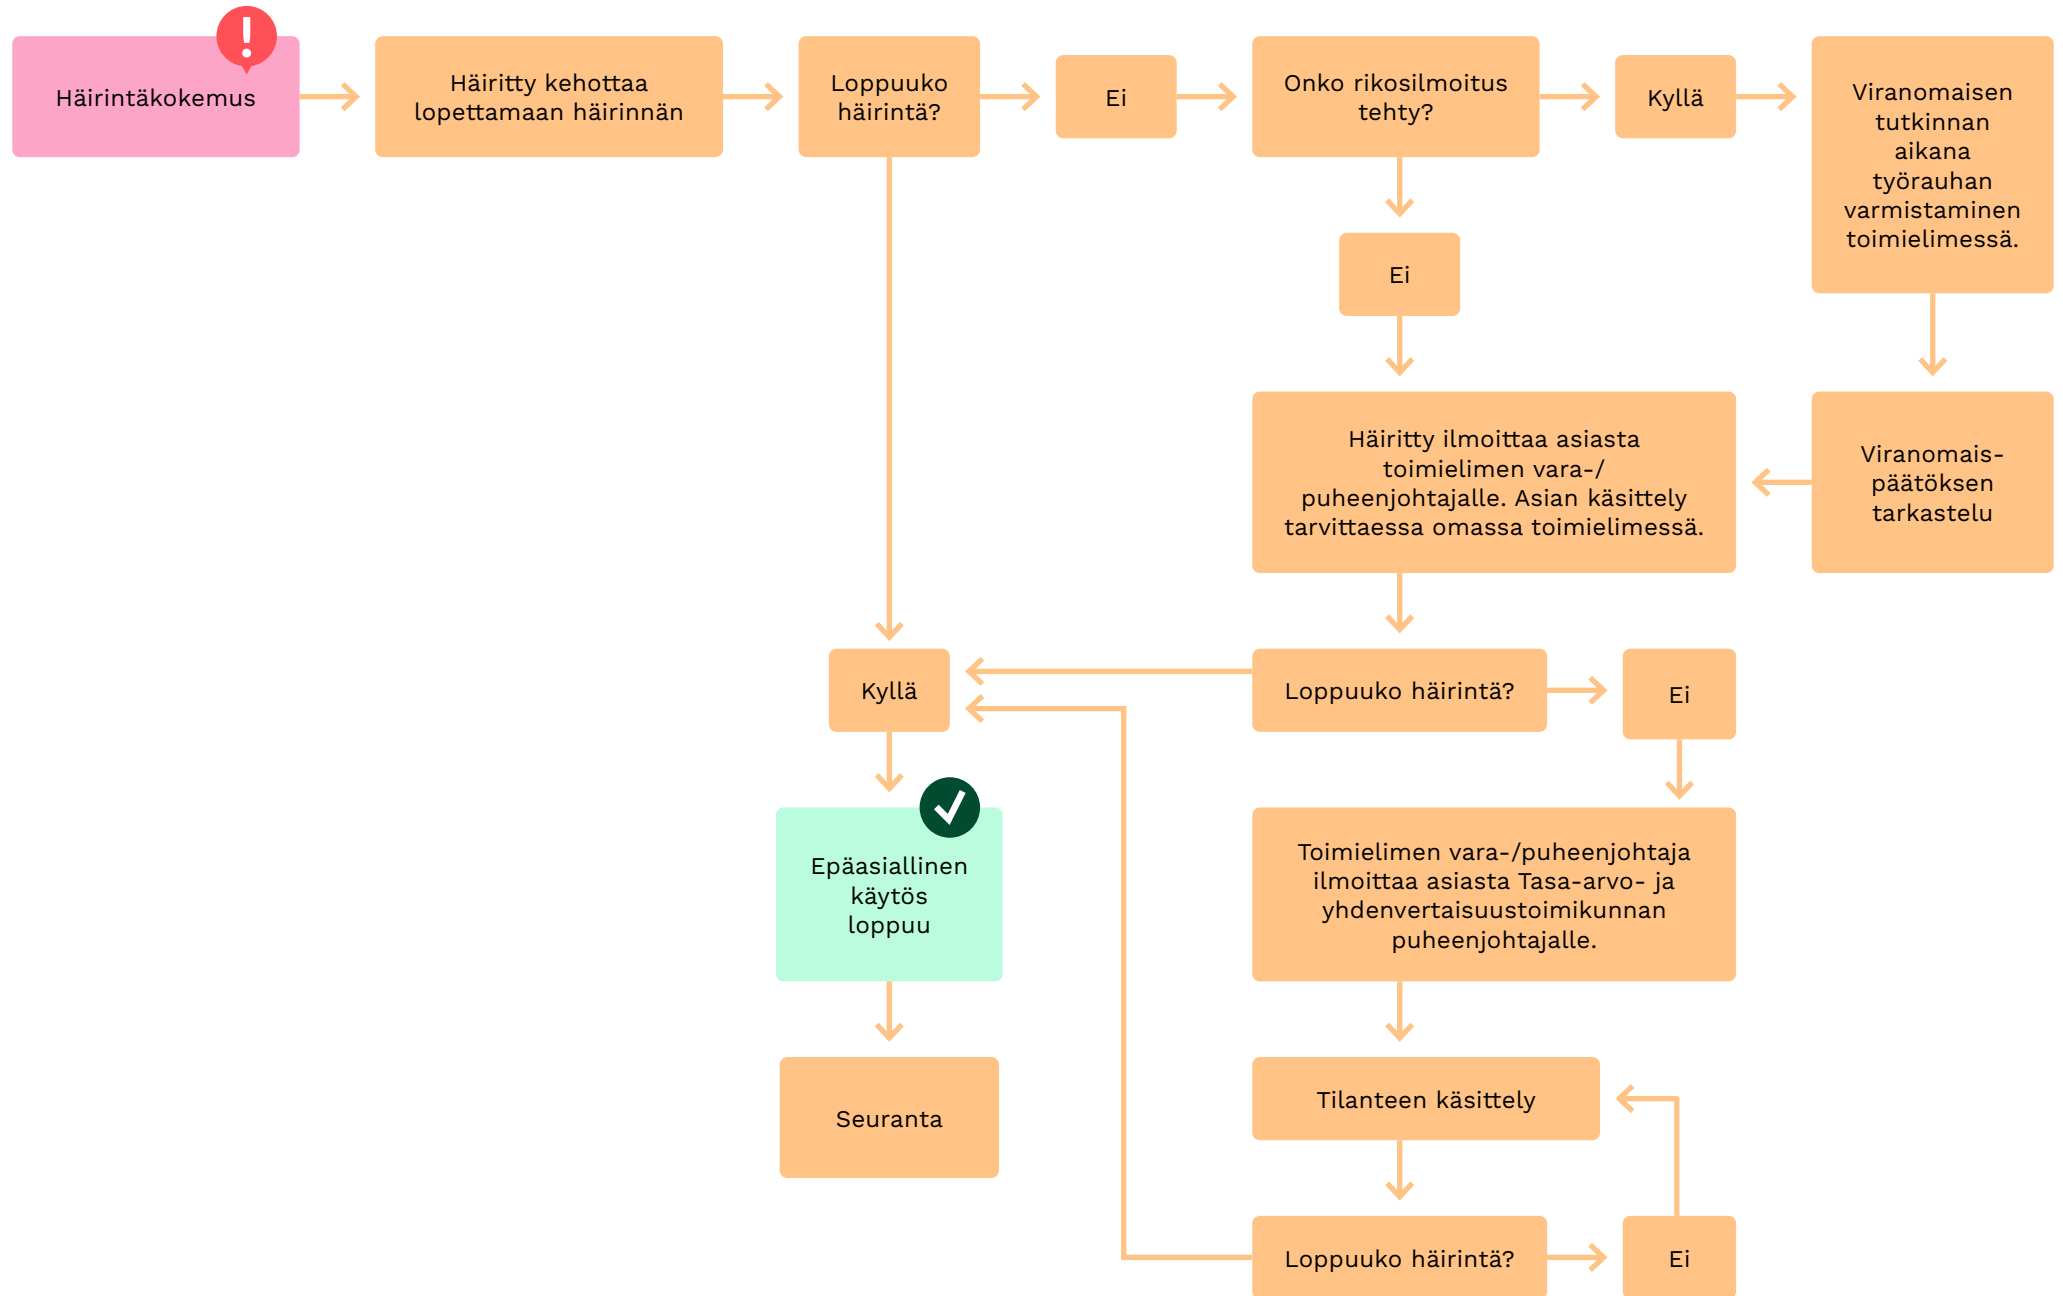 Häirintäkokemus
Häiritty kehottaa
lopettamaan häirinnän
Loppuuko
häirintä?
Ei
Onko rikosilmoitus
tehty?
Kyllä
Viranomaisen
tutkinnan
aikana
työrauhan
varmistaminen
toimielimessä.
Ei
Häiritty ilmoittaa asiasta
toimielimen vara-/
puheenjohtajalle. Asian käsittely
tarvittaessa omassa toimielimessä.
Viranomais-
päätöksen
tarkastelu
Kyllä
Loppuuko häirintä?
Ei
Epäasiallinen
käytös
loppuu
Toimielimen vara-/puheenjohtaja
ilmoittaa asiasta Tasa-arvo- ja
yhdenvertaisuustoimikunnan
puheenjohtajalle.
Seuranta
Tilanteen käsittely
Loppuuko häirintä?
Ei